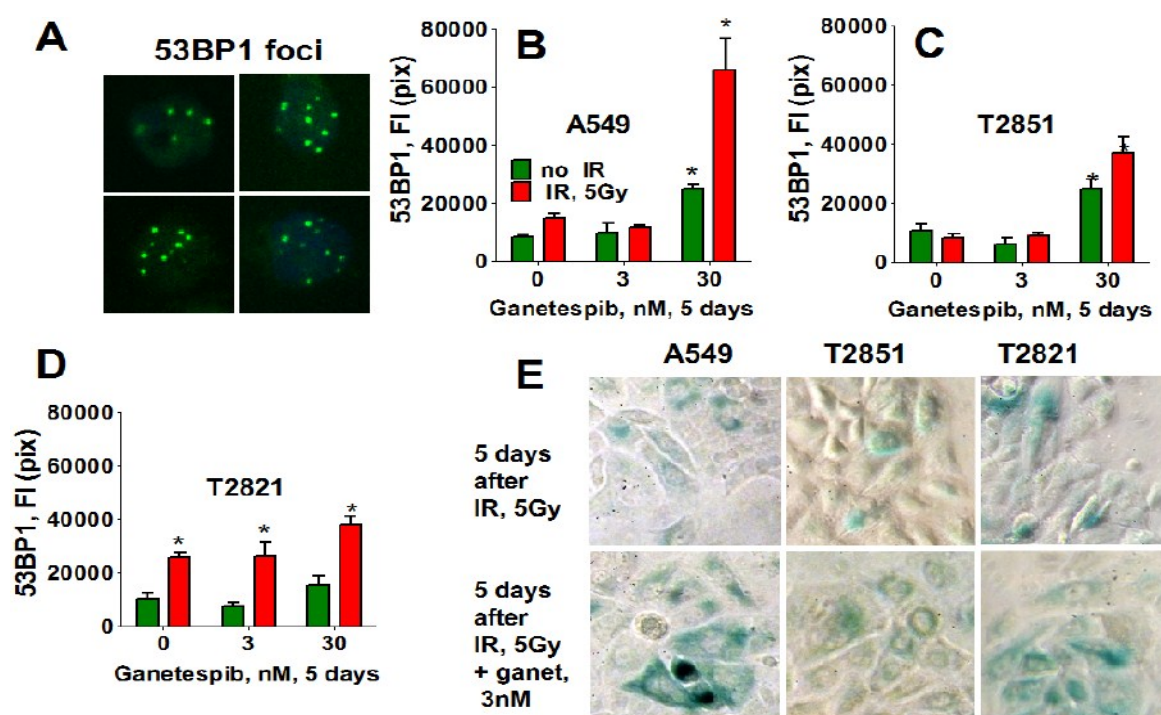 A
53BP1 foci
B
53BP1, FI (pix)
80000
60000
40000
20000
0
A549
no IR
IR, 5Gy
*
*
0 3 30
Ganetespib, nM, 5 days
C
53BP1, FI (pix)
80000
60000
40000
20000
0
T2851
*
*
0 3 30
Ganetespib, nM, 5 days
D
53BP1, FI (pix)
80000
60000
40000
20000
0
T2821
*
*
*
0 3 30
Ganetespib, nM, 5 days
E
A549 T2851 T2821
5 days
after
IR, 5Gy
5 days
after
IR, 5Gy
+ ganet,
3nM